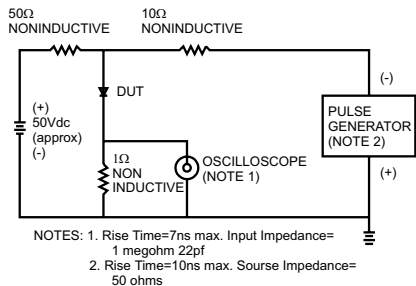 50Ω
NONINDUCTIVE
10Ω
NONINDUCTIVE
(+)
50Vdc
(approx)
(-)
DUT
1Ω
NON
INDUCTIVE
OSCILLOSCOPE
(NOTE 1)
(-)
PULSE
GENERATOR
(NOTE 2)
(+)
NOTES: 1. Rise Time=7ns max. Input Impedance=
1 megohm 22pf
2. Rise Time=10ns max. Sourse Impedance=
50 ohms